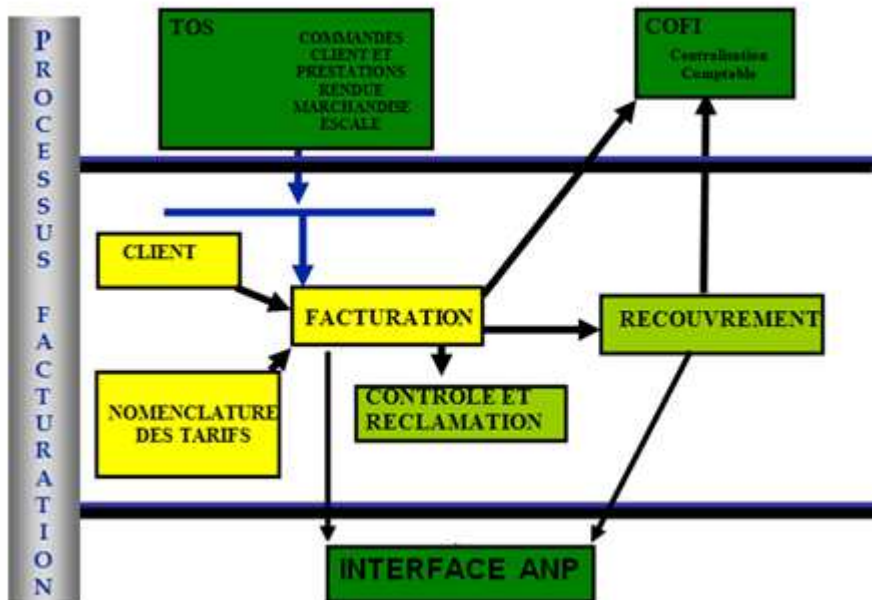 PROCESSUS FACTURATION
TOS
COMMANDES
CLIENT ET
PRESTATIONS
RENDUE
MARCHANDISE
ESCALE
COFI
Centralisation
Comptable
CLIENT
FACTURATION
RECOUVREMENT
NOMENCLATURE
DES TARIFS
CONTROLE ET
RECLAMATION
INTERFACE ANP